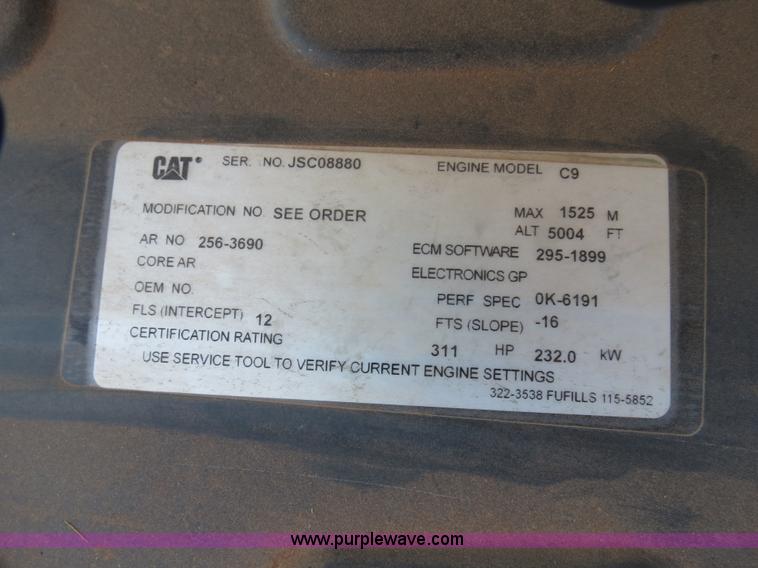 CAT® SER. NO. JSC08880 ENGINE MODEL C9
MODIFICATION NO SEE ORDER MAX 1525 M
ALT 5004 FT
AR NO 256-3690 ECM SOFTWARE 295-1899
CORE AR ELECTRONICS GP
OEM NO. PERF SPEC 0K-6191
FLS (INTERCEPT) 12 FTS (SLOPE) -16
CERTIFICATION RATING 311 HP 232.0 kW
USE SERVICE TOOL TO VERIFY CURRENT ENGINE SETTINGS
322-3538 FUFILLS 115-5852
www.purplewave.com